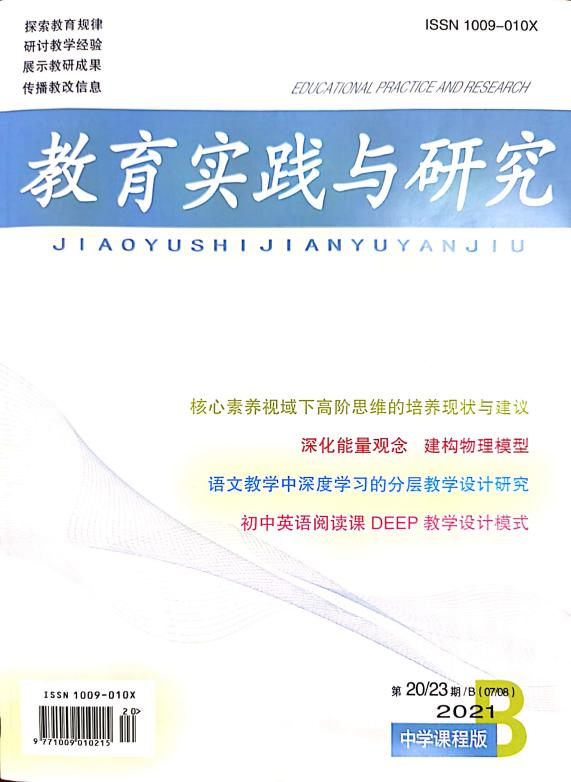 探索教育规律
研讨教学经验
展示教研成果
传播教改信息
ISSN 1009-010X
EDUCATIONAL PRACTICE AND RESEARCH
教育实践与研究
JIAOYUSHIJIANYUYANJIU
核心素养视域下高阶思维的培养现状与建议
深化能量观念 建构物理模型
语文教学中深度学习的分层教学设计研究
初中英语阅读课 DEEP 教学设计模式
ISSN 1009-010X
20>
9 771009 010215
第 20/23 期/B(07/08)
2021
B
中学课程版